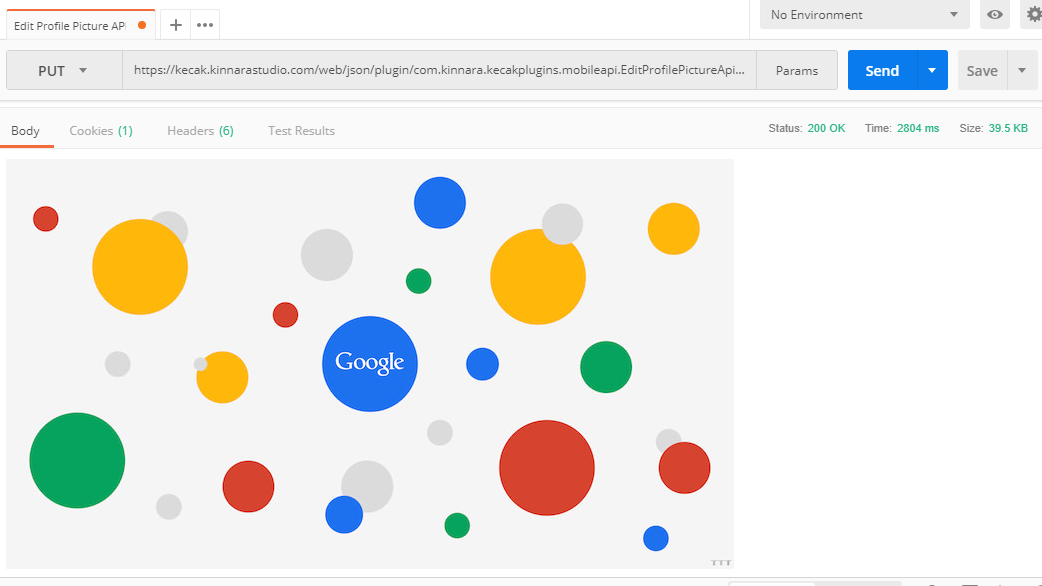 Edit Profile Picture AP
No Environment
PUT
https://kecak.kinnarastudio.com/web/json/plugin/com.kinnara.kecakplugins.mobileapi.EditProfilePictureApi...
Params
Send
Save
Body
Cookies (1)
Headers (6)
Test Results
Status: 200 OK
Time: 2804 ms
Size: 39.5 KB
Google
TTT